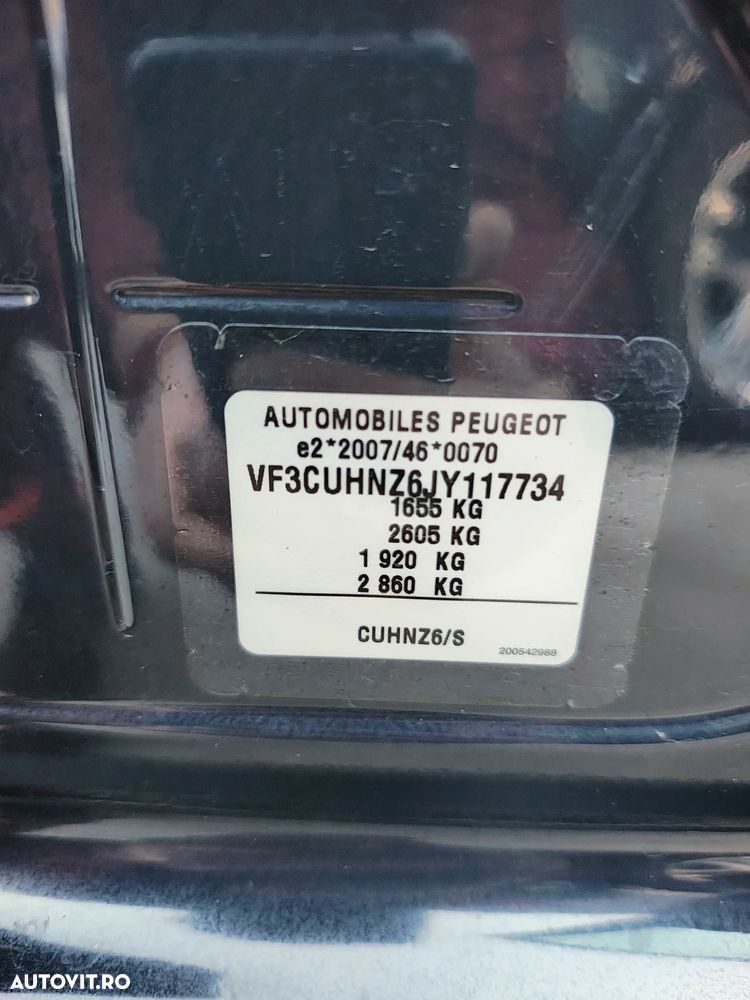 AUTOMOBILES PEUGEOT
e2*2007/46*0070
VF3CUHNZ6JY117734
1655 KG
2605 KG
1 920 KG
2 860 KG
CUHNZ6/S
200542988
AUTOVIT.RO